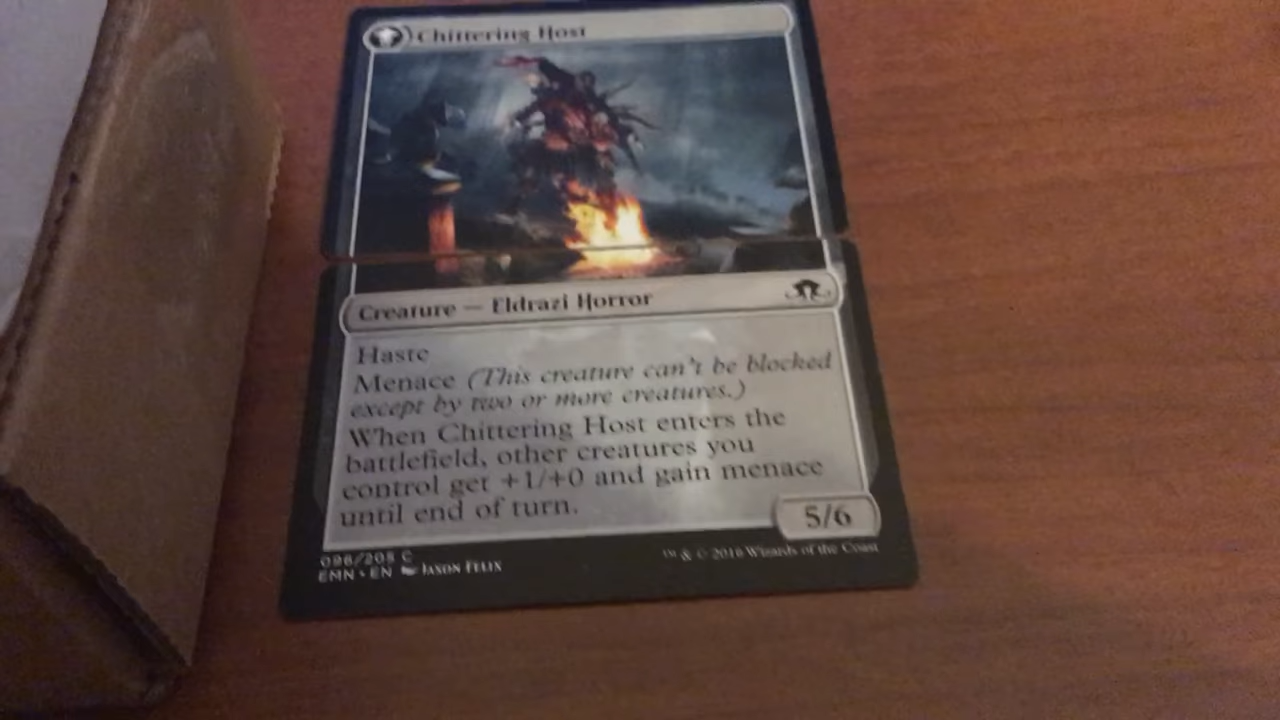 Chittering Host
Creature — Eldrazi Horror
Haste
Menace (This creature can't be blocked
except by two or more creatures.)
When Chittering Host enters the
battlefield, other creatures you
control get +1/+0 and gain menace
until end of turn.
5/6
096/205 C
EMN • EN JASON FELIX
™ & © 2016 Wizards of the Coast